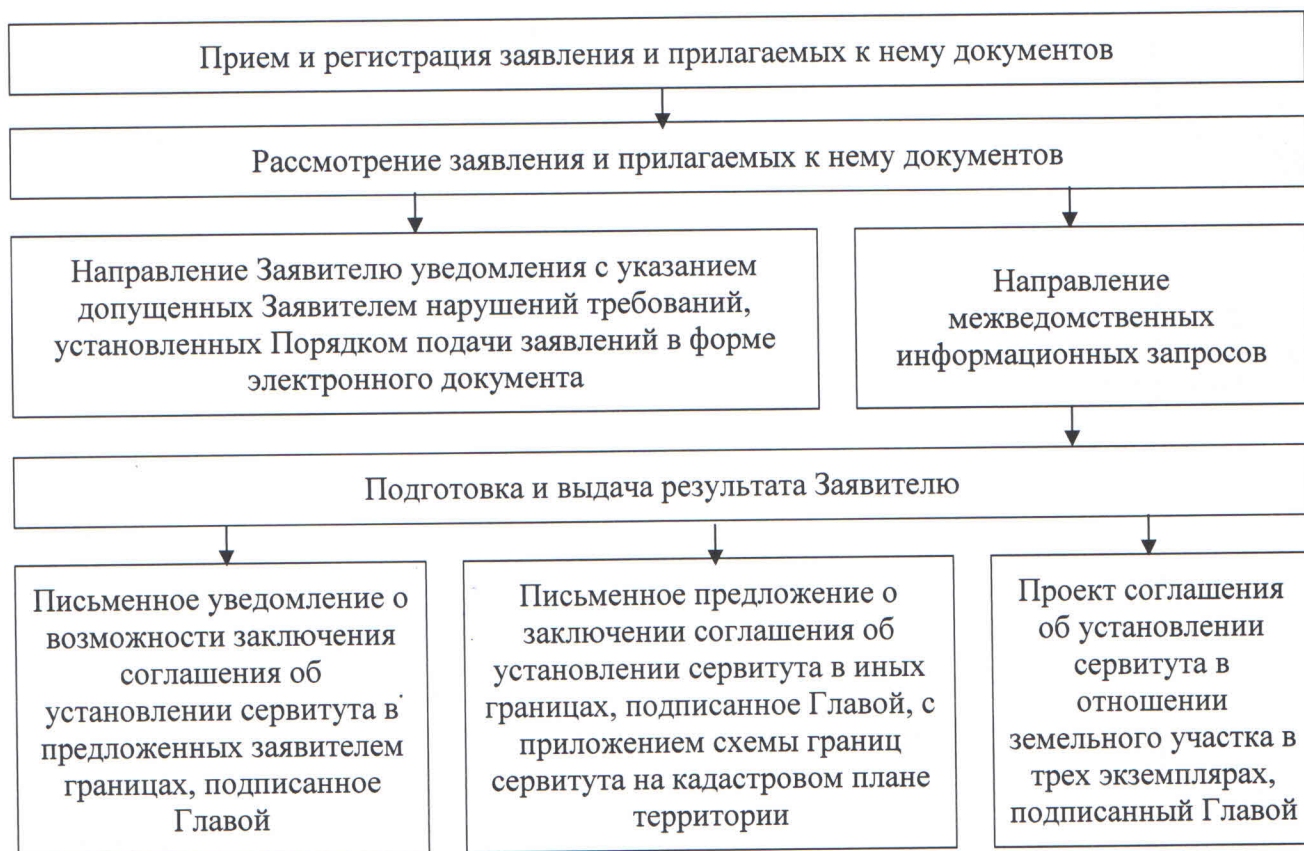 Прием и регистрация заявления и прилагаемых к нему документов
Рассмотрение заявления и прилагаемых к нему документов
Направление Заявителю уведомления с указанием
допущенных Заявителем нарушений требований,
установленных Порядком подачи заявлений в форме
электронного документа
Направление
межведомственных
информационных запросов
Подготовка и выдача результата Заявителю
Письменное уведомление о
возможности заключения
соглашения об
установлении сервитута в
предложенных заявителем
границах, подписанное
Главой
Письменное предложение о
заключении соглашения об
установлении сервитута в иных
границах, подписанное Главой, с
приложением схемы границ
сервитута на кадастровом плане
территории
Проект соглашения
об установлении
сервитута в
отношении
земельного участка в
трех экземплярах,
подписанный Главой